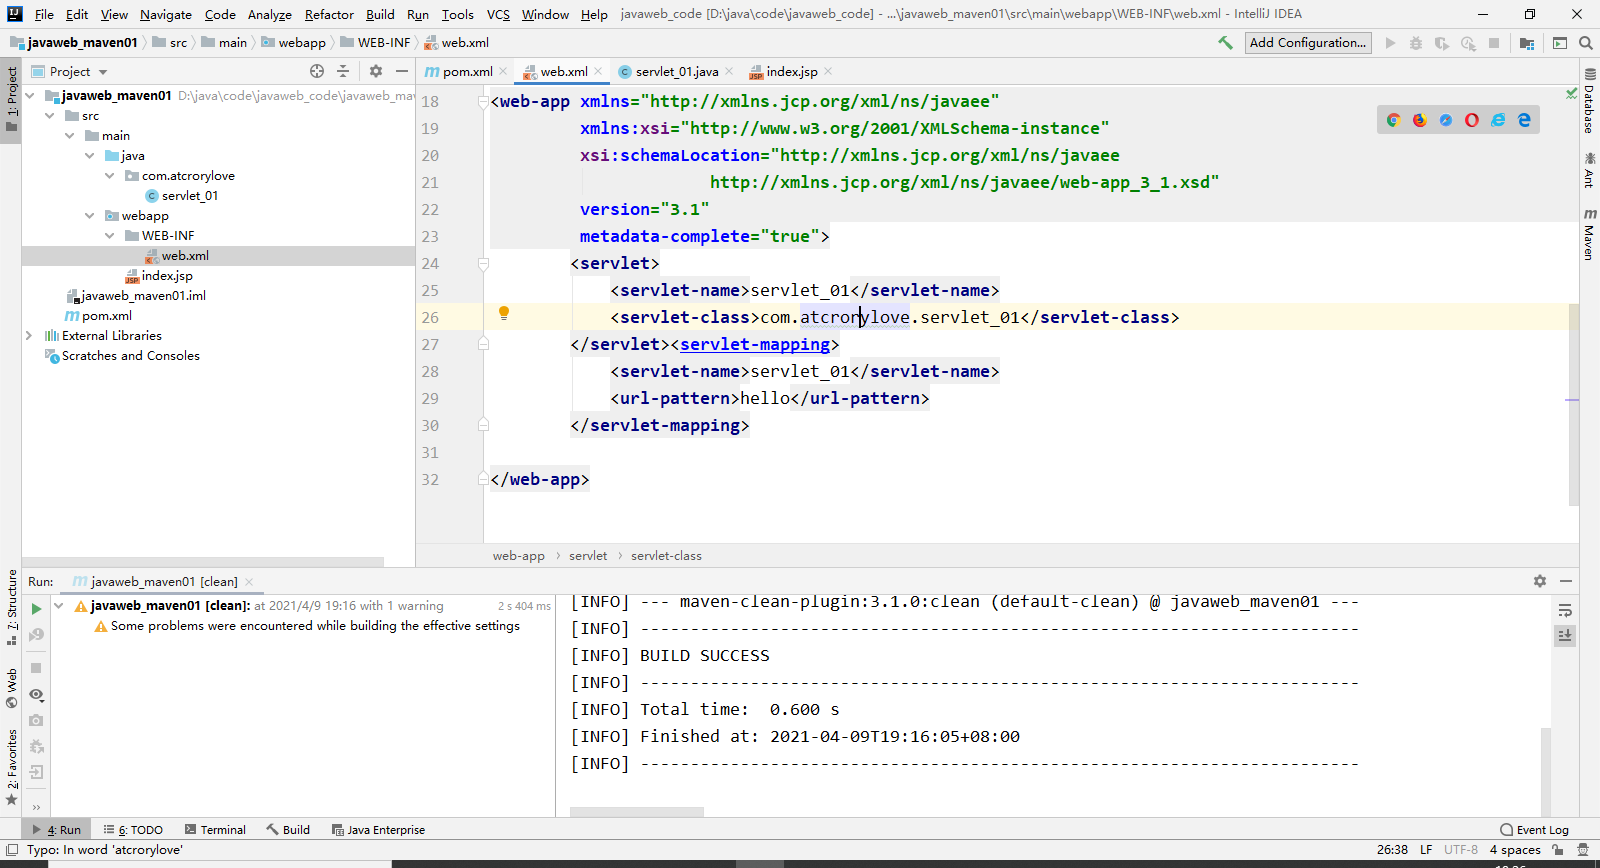 File Edit View Navigate Code Analyze Refactor Build Run Tools VCS Window Help javaweb_code [D:\java\code\javaweb_code] - ...\javaweb_maven01\src\main\webapp\WEB-INF\web.xml - IntelliJ IDEA
javaweb_maven01 src main webapp WEB-INF web.xml Add Configuration...
Project
pom.xml web.xml servlet_01.java index.jsp
1: Project
javaweb_maven01 D:\java\code\javaweb_code\javaweb_ma
src
main
java
com.atcrorylove
servlet_01
webapp
WEB-INF
web.xml
index.jsp
javaweb_maven01.iml
pom.xml
External Libraries
Scratches and Consoles
18 <web-app xmlns="http://xmlns.jcp.org/xml/ns/javaee"
19 xmlns:xsi="http://www.w3.org/2001/XMLSchema-instance"
20 xsi:schemaLocation="http://xmlns.jcp.org/xml/ns/javaee
21 http://xmlns.jcp.org/xml/ns/javaee/web-app_3_1.xsd"
22 version="3.1"
23 metadata-complete="true">
24 <servlet>
25 <servlet-name>servlet_01</servlet-name>
26 <servlet-class>com.atcrorylove.servlet_01</servlet-class>
27 </servlet><servlet-mapping>
28 <servlet-name>servlet_01</servlet-name>
29 <url-pattern>hello</url-pattern>
30 </servlet-mapping>
31
32 </web-app>
web-app servlet servlet-class
Database
Ant
Maven
7: Structure
Web
2: Favorites
Run: javaweb_maven01 [clean]
javaweb_maven01 [clean]: at 2021/4/9 19:16 with 1 warning 2 s 404 ms
Some problems were encountered while building the effective settings
[INFO] --- maven-clean-plugin:3.1.0:clean (default-clean) @ javaweb_maven01 ---
[INFO] ------------------------------------------------------------------------
[INFO] BUILD SUCCESS
[INFO] ------------------------------------------------------------------------
[INFO] Total time:  0.600 s
[INFO] Finished at: 2021-04-09T19:16:05+08:00
[INFO] ------------------------------------------------------------------------
4: Run 6: TODO Terminal Build Java Enterprise Event Log
Typo: In word 'atcrorylove' 26:38 LF UTF-8 4 spaces